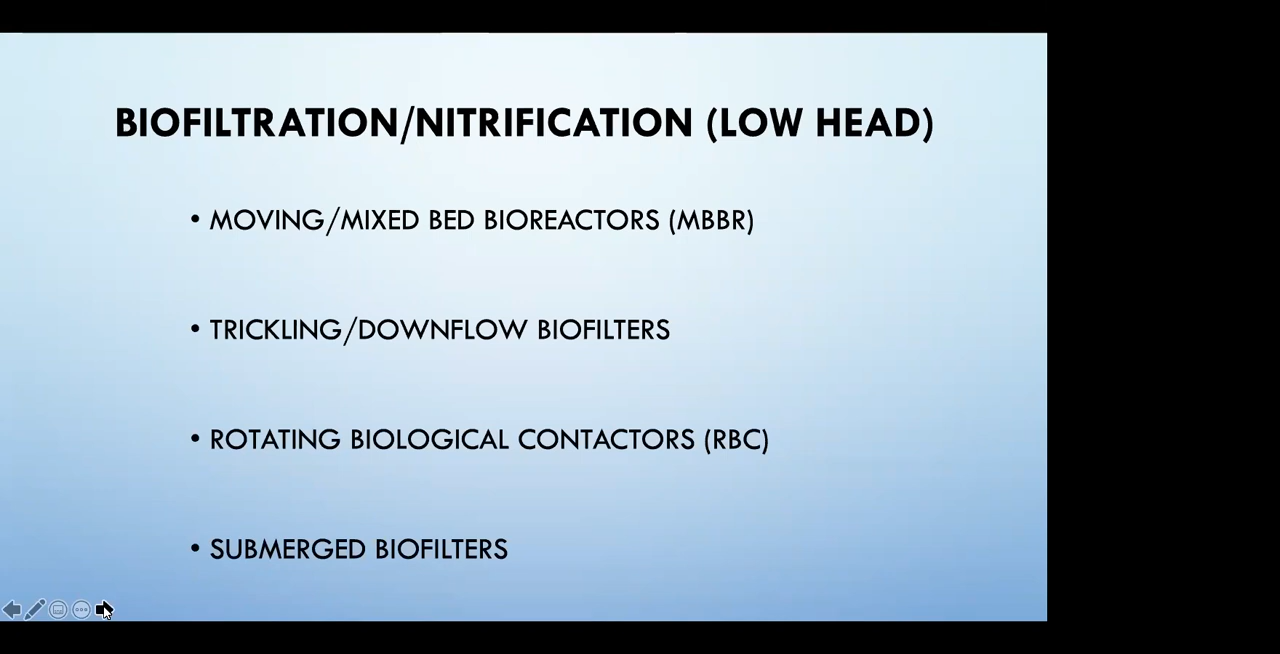 BIOFILTRATION/NITRIFICATION (LOW HEAD)
• MOVING/MIXED BED BIOREACTORS (MBBR)
• TRICKLING/DOWNFLOW BIOFILTERS
• ROTATING BIOLOGICAL CONTACTORS (RBC)
• SUBMERGED BIOFILTERS